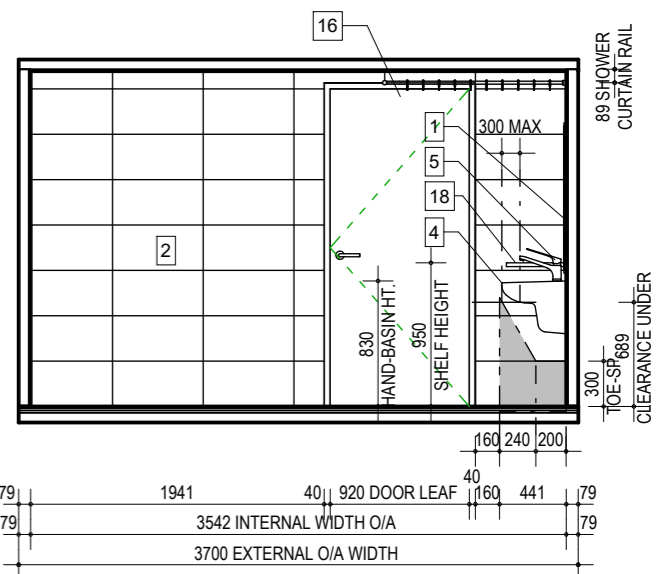 16
89 SHOWER
CURTAIN RAIL
300 MAX
1
5
18
4
2
830
HAND-BASIN HT.
950
SHELF HEIGHT
300
TOE-SP
689
CLEARANCE UNDER
160 240 200
40
79 1941 40 920 DOOR LEAF 160 441 79
79 3542 INTERNAL WIDTH O/A 79
3700 EXTERNAL O/A WIDTH